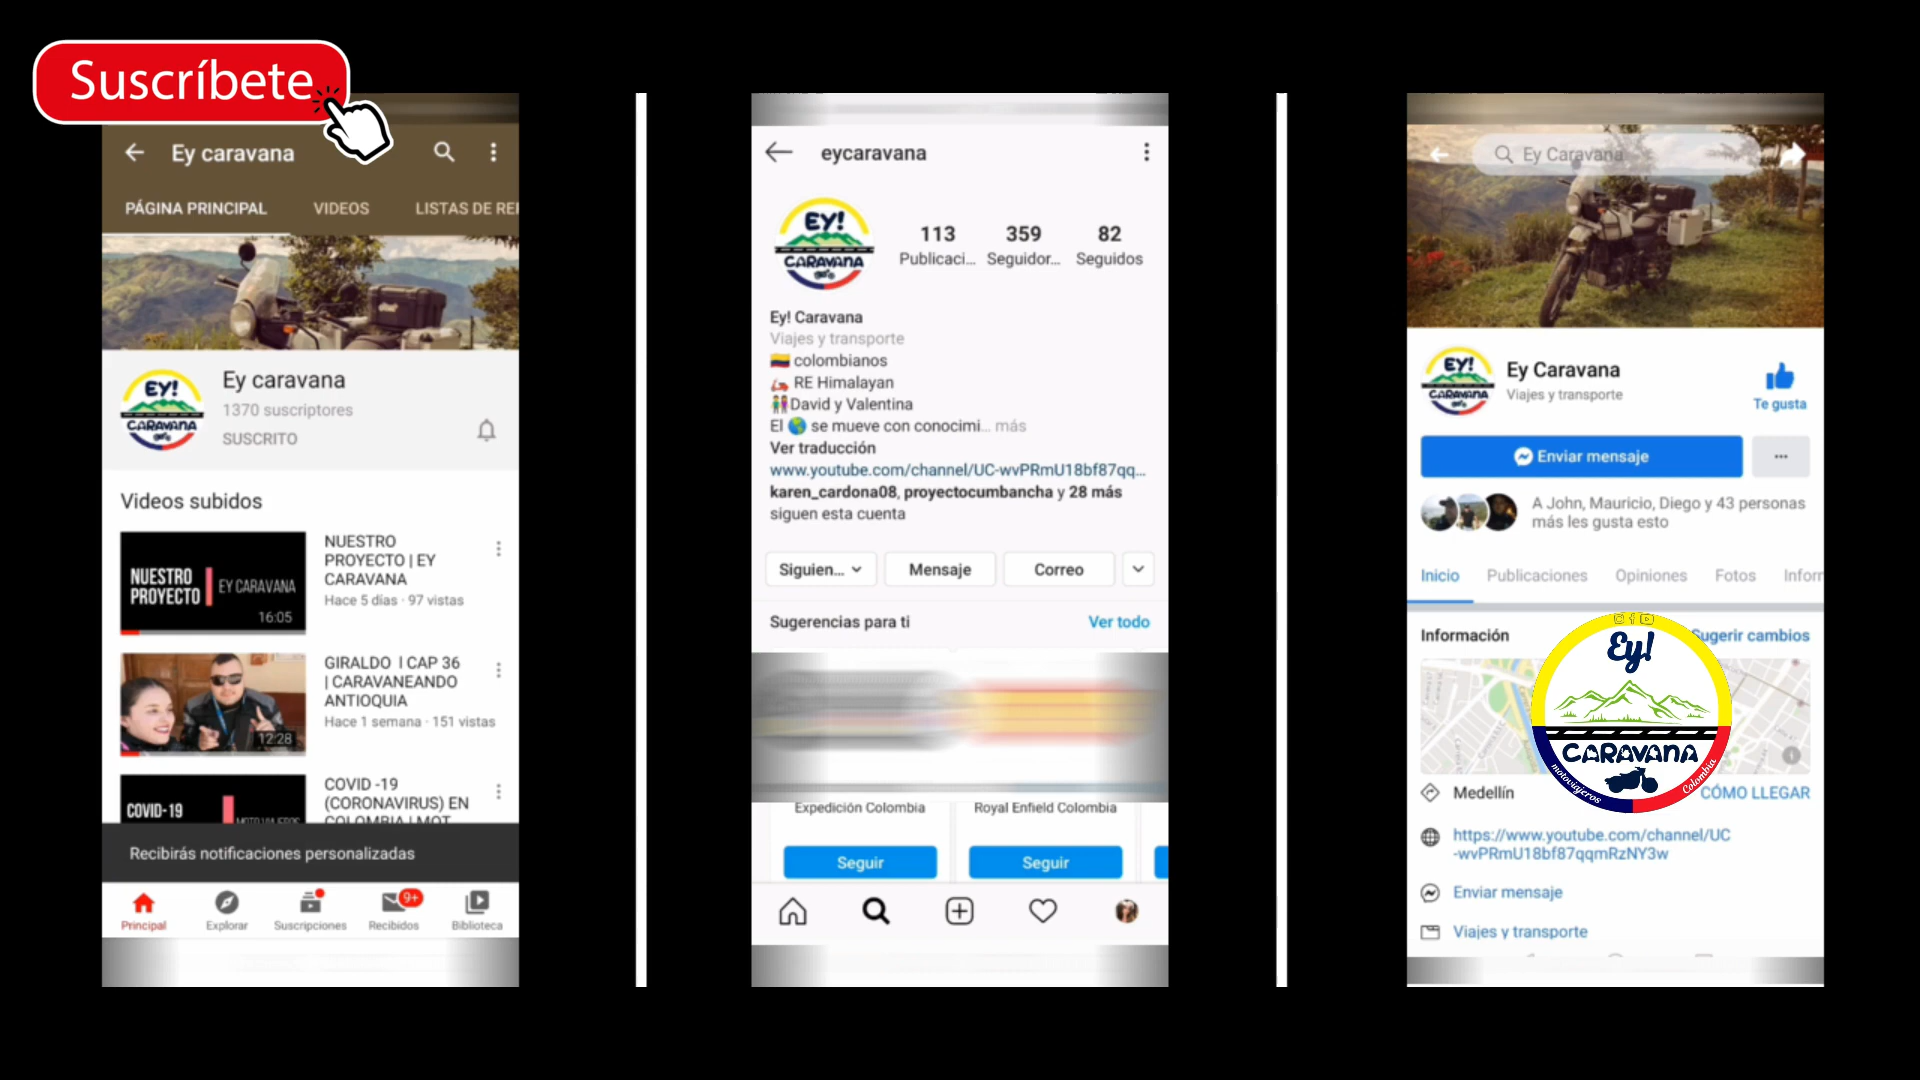 Suscríbete
Ey caravana
PÁGINA PRINCIPAL VIDEOS LISTAS DE
EY!
CARAVANA
Ey caravana
1370 suscriptores
SUSCRITO
Videos subidos
NUESTRO PROYECTO EY CARAVANA
16:05
NUESTRO
PROYECTO | EY
CARAVANA
Hace 5 días · 97 vistas
12:28
GIRALDO | CAP 36
| CARAVANEANDO
ANTIOQUIA
Hace 1 semana · 151 vistas
COVID-19
COVID -19
(CORONAVIRUS) EN
COLOMBIA | MOT
Recibirás notificaciones personalizadas
9+
Principal Explorar Suscripciones Recibidos Biblioteca
eycaravana
EY!
CARAVANA
113 359 82
Publicaci... Seguidor... Seguidos
Ey! Caravana
Viajes y transporte
colombianos
RE Himalayan
David y Valentina
El se mueve con conocimi... más
Ver traducción
www.youtube.com/channel/UC-wvPRmU18bf87qq...
karen_cardona08, proyectocumbancha y 28 más
siguen esta cuenta
Siguien... Mensaje Correo
Sugerencias para ti Ver todo
Expedición Colombia Royal Enfield Colombia
Seguir Seguir
Ey Caravana
EY!
CARAVANA
Ey Caravana
Viajes y transporte
Te gusta
Enviar mensaje
A John, Mauricio, Diego y 43 personas
más les gusta esto
Inicio Publicaciones Opiniones Fotos Infor
Información Sugerir cambios
Ey!
CARAVANA
motoviajeros Colombia
Medellín CÓMO LLEGAR
https://www.youtube.com/channel/UC
-wvPRmU18bf87qqmRzNY3w
Enviar mensaje
Viajes y transporte